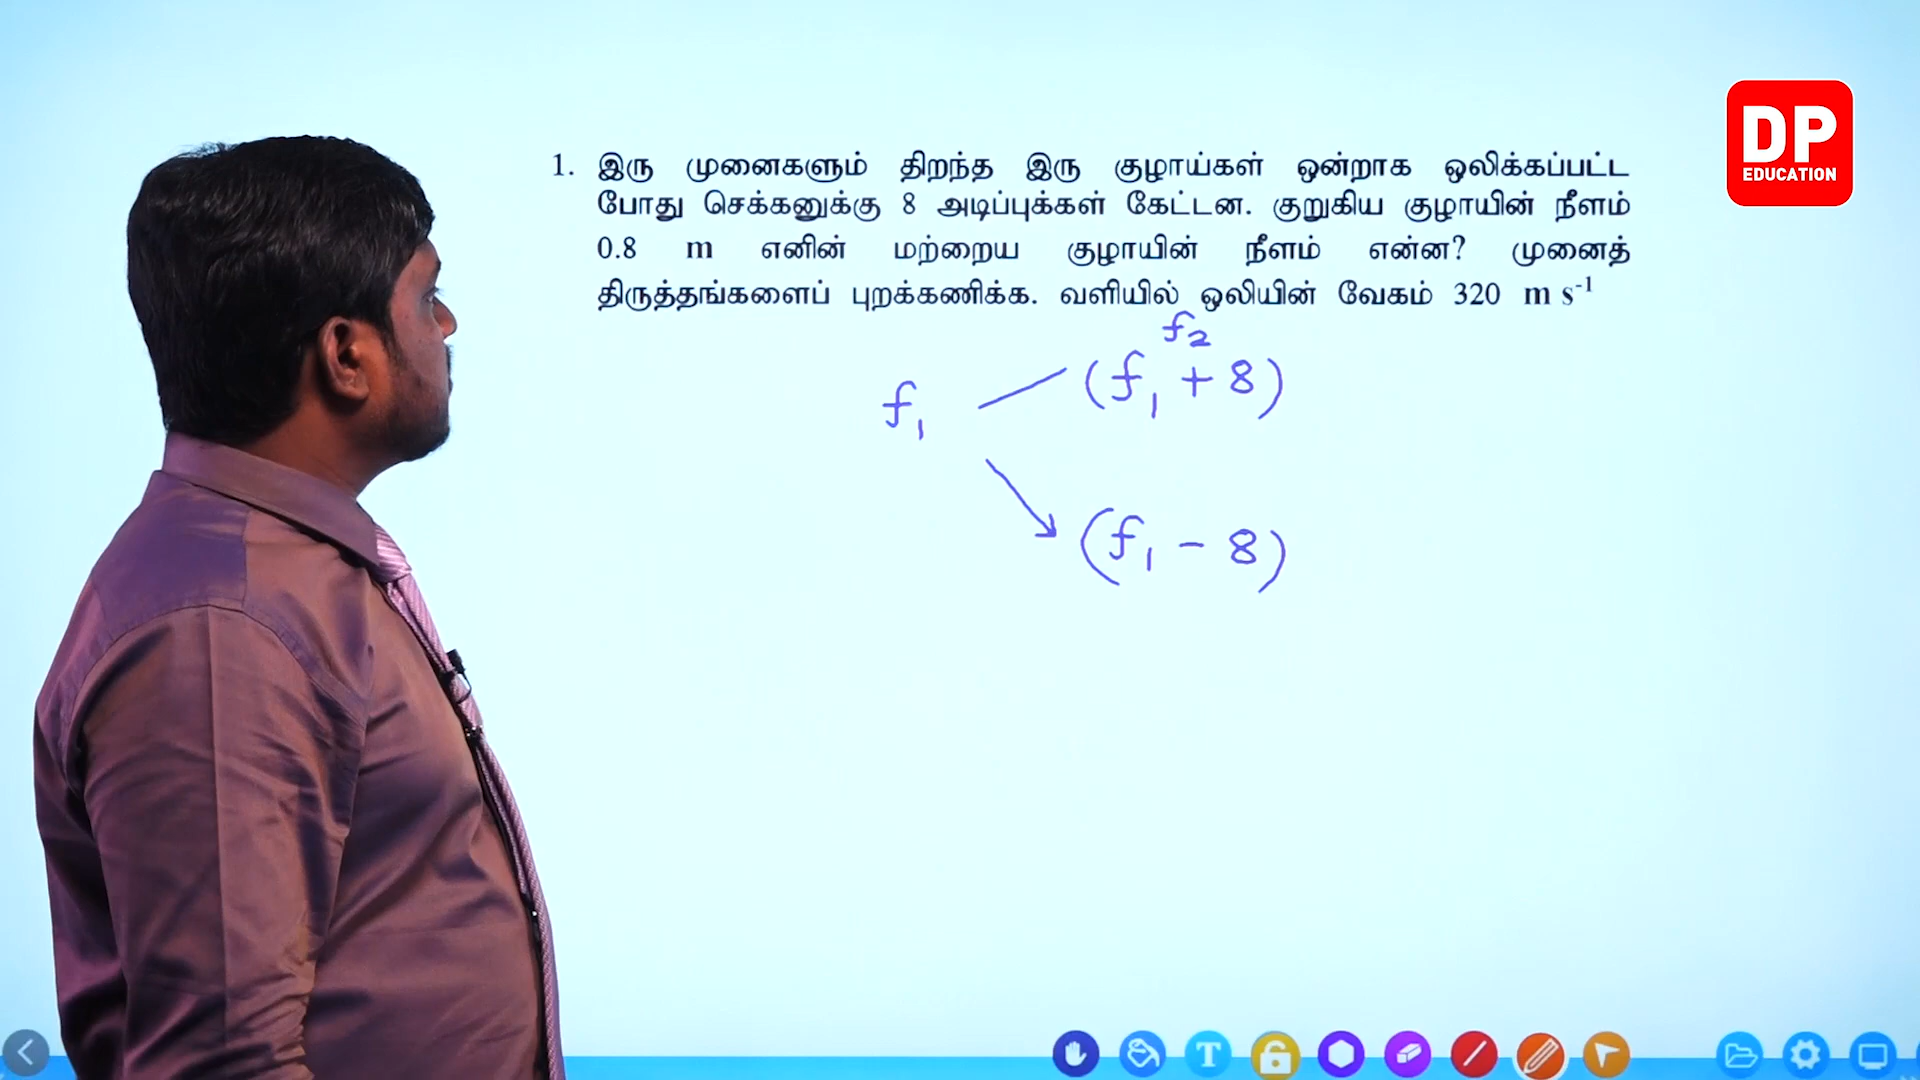 DP
EDUCATION
1. இரு முனைகளும் திறந்த இரு குழாய்கள் ஒன்றாக ஒலிக்கப்பட்ட
போது செக்கனுக்கு 8 அடிப்புக்கள் கேட்டன. குறுகிய குழாயின் நீளம்
0.8 m எனின் மற்றைய குழாயின் நீளம் என்ன? முனைத்
திருத்தங்களைப் புறக்கணிக்க. வளியில் ஒலியின் வேகம் 320 m s⁻¹
f₂
f₁ (f₁ + 8)
(f₁ - 8)
T